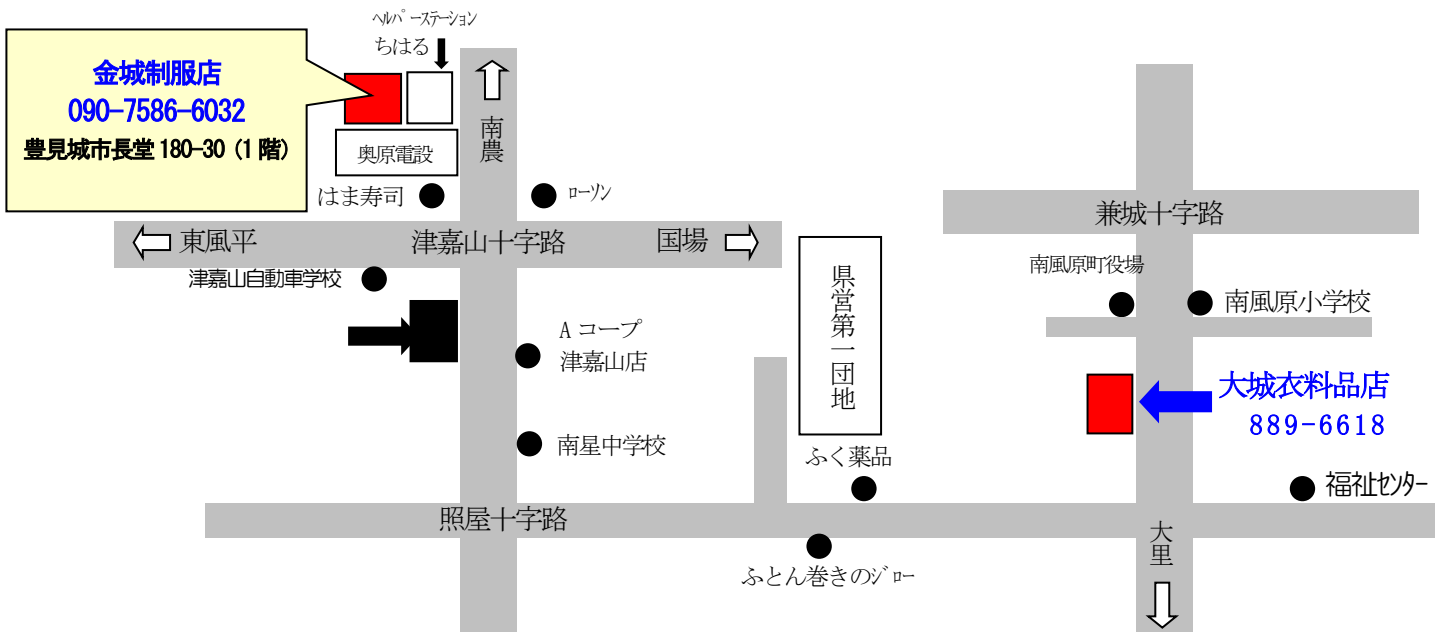 ﾍﾙﾊﾟｰｽﾃｰｼｮﾝ
ちはる
金城制服店
090-7586-6032
豊見城市長堂 180-30 (1 階)
南農
奥原電設
はま寿司
ﾛｰｿﾝ
東風平
津嘉山十字路
国場
津嘉山自動車学校
A コープ
津嘉山店
南星中学校
照屋十字路
県営第一団地
ふく薬品
ふとん巻きのｼﾞﾛｰ
兼城十字路
南風原町役場
南風原小学校
大城衣料品店
889-6618
福祉ｾﾝﾀｰ
大里